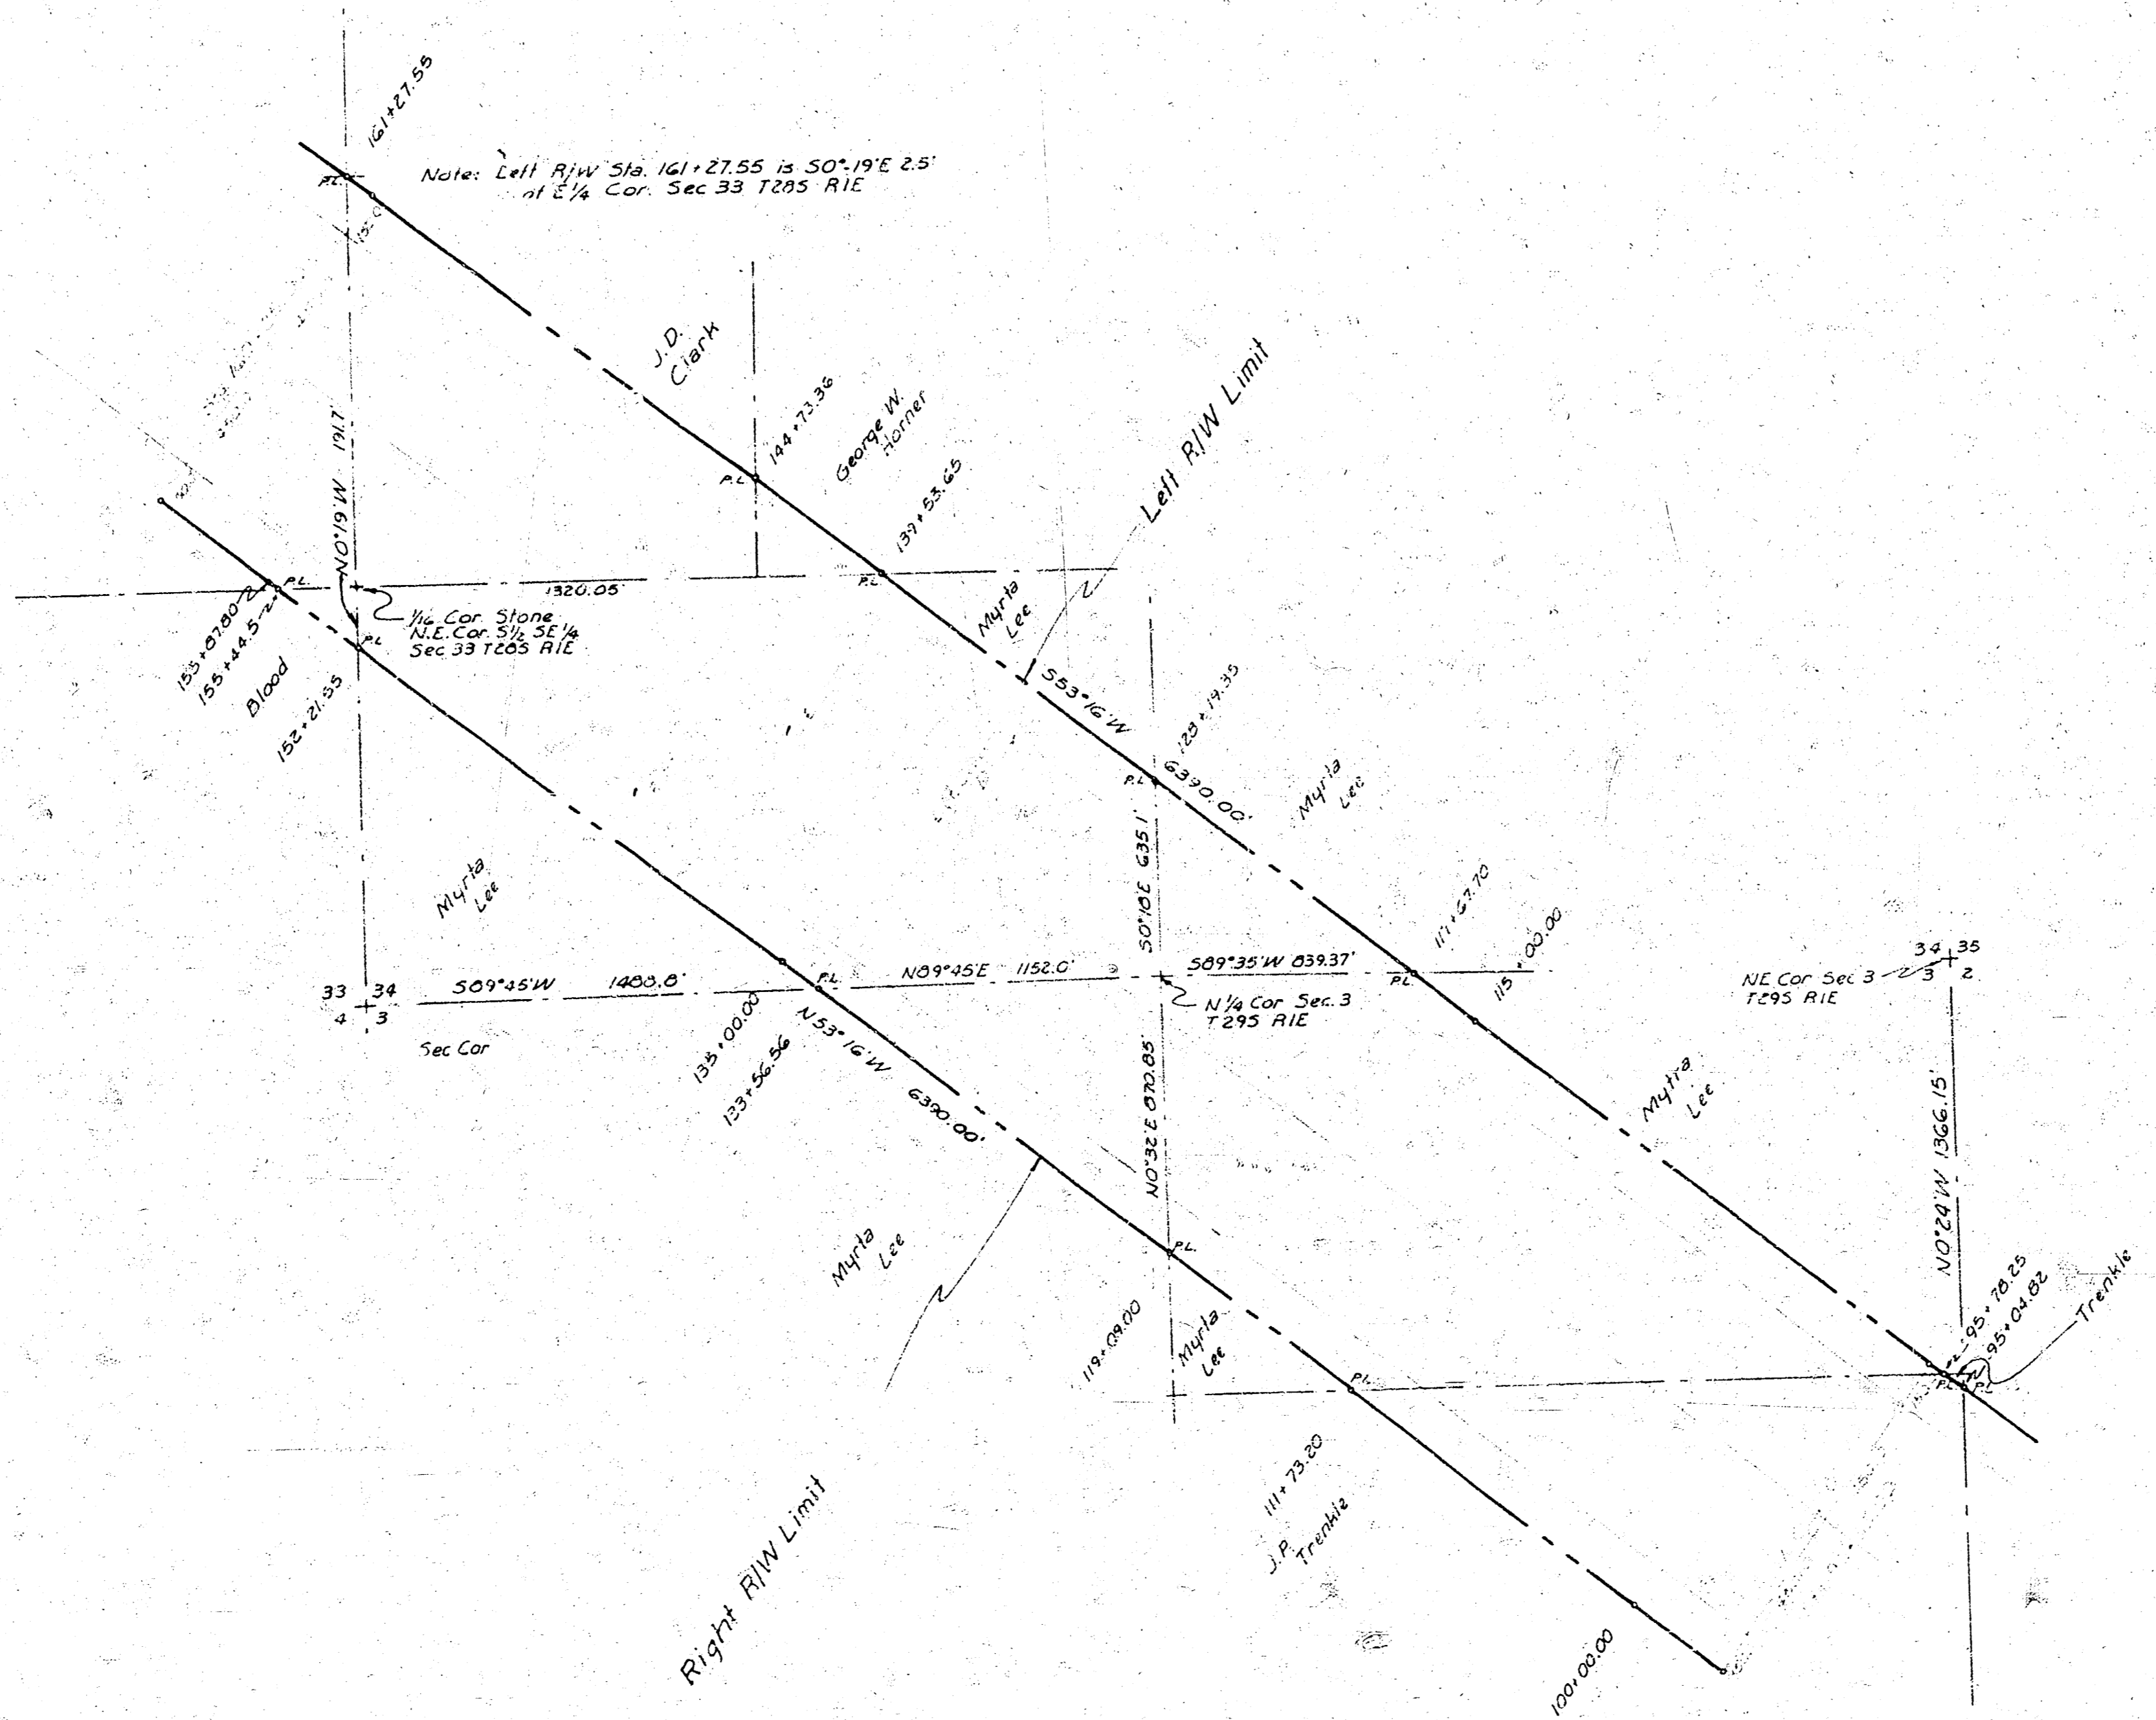 161+27.55
Note: Left R/W Sta. 161+27.55 is S0°-19'E 2.5'
of E 1/4 Cor. Sec 33 T28S R1E
P.L.
J.D.
Clark
144+73.36
P.L.
George W.
Horner
139+53.65
P.L.
Left R/W Limit
N0°19'W 191.7
P.L.
1320.05'
1/16 Cor. Stone
N.E. Cor. S1/2 SE 1/4
Sec 33 T28S R1E
P.L.
155+87.80
155+44.5
Blood
152+21.55
Myrta
Lee
S53°16'W
6390.00'
128+19.35
P.L.
Myrta
Lee
S0°18'E 635.1'
Myrta
Lee
117+67.70
115+00.00
33 34
4 3
Sec Cor
S89°45'W 1488.8'
P.L.
N89°45'E 1152.0'
S89°35'W 839.37'
P.L.
N 1/4 Cor Sec. 3
T29S R1E
NE Cor Sec 3
T29S R1E
34 35
3 2
135+00.00
133+56.56
N53°16'W
6390.00'
N0°32'E 870.85'
Mytra
Lee
N0°24'W 1366.15'
Myrta
Lee
P.L.
119+09.00
Myrta
Lee
P.L.
95+78.25
95+04.82
Trenkle
P.L.
P.L.
111+73.20
J.P.
Trenkle
Right R/W Limit
100+00.00